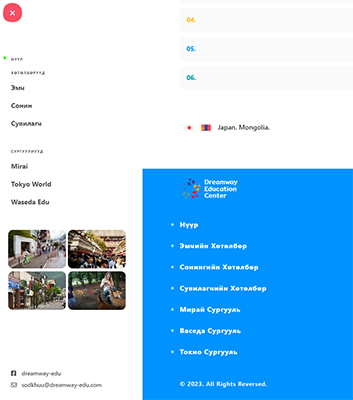 НҮҮР
ХӨТӨЛБӨРҮҮД
Эмч
Сонин
Сувилагч
СУРГУУЛИУД
Mirai
Tokyo World
Waseda Edu
dreamway-edu
sodkhuu@dreamway-edu.com
04.
05.
06.
Japan. Mongolia.
Dreamway
Education
Center
Нүүр
Эмчийн Хөтөлбөр
Сонингийн Хөтөлбөр
Сувилагчийн Хөтөлбөр
Мирай Сургууль
Васеда Сургууль
Токио Сургууль
© 2023. All Rights Reversed.